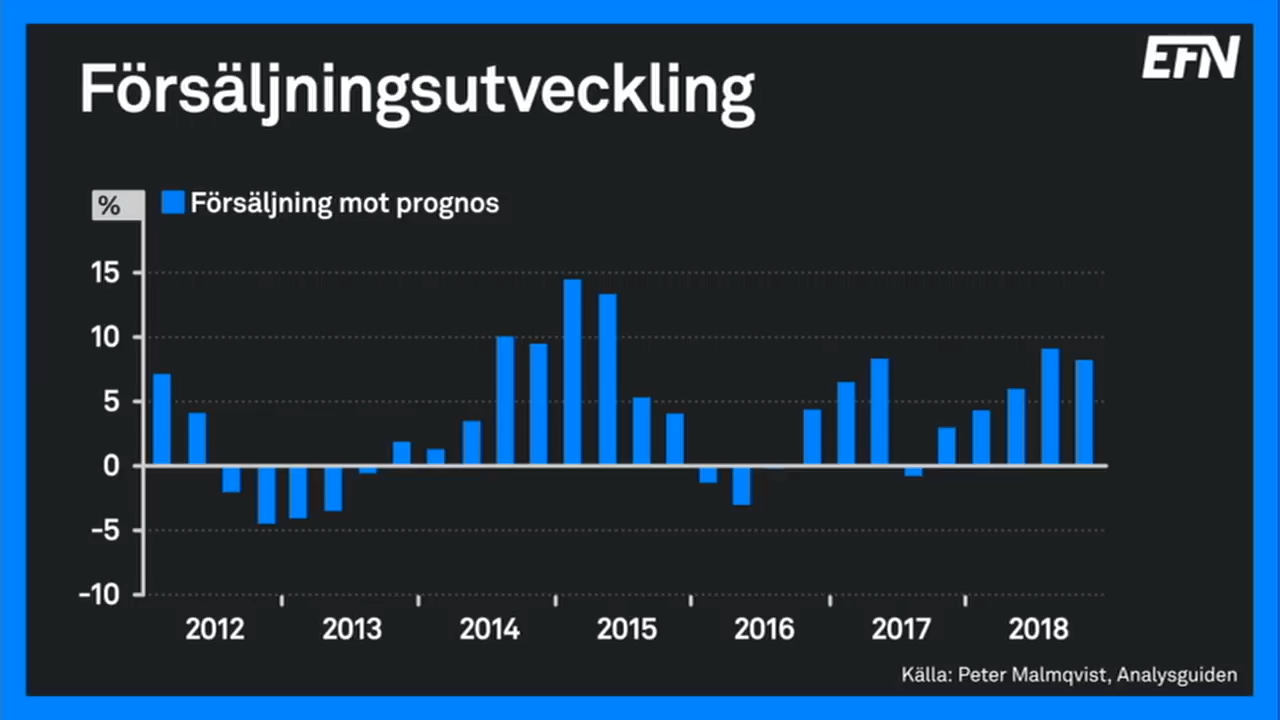 EFN
Försäljningsutveckling
% Försäljning mot prognos
15
10
5
0
-5
-10
2012 2013 2014 2015 2016 2017 2018
Källa: Peter Malmqvist, Analysguiden